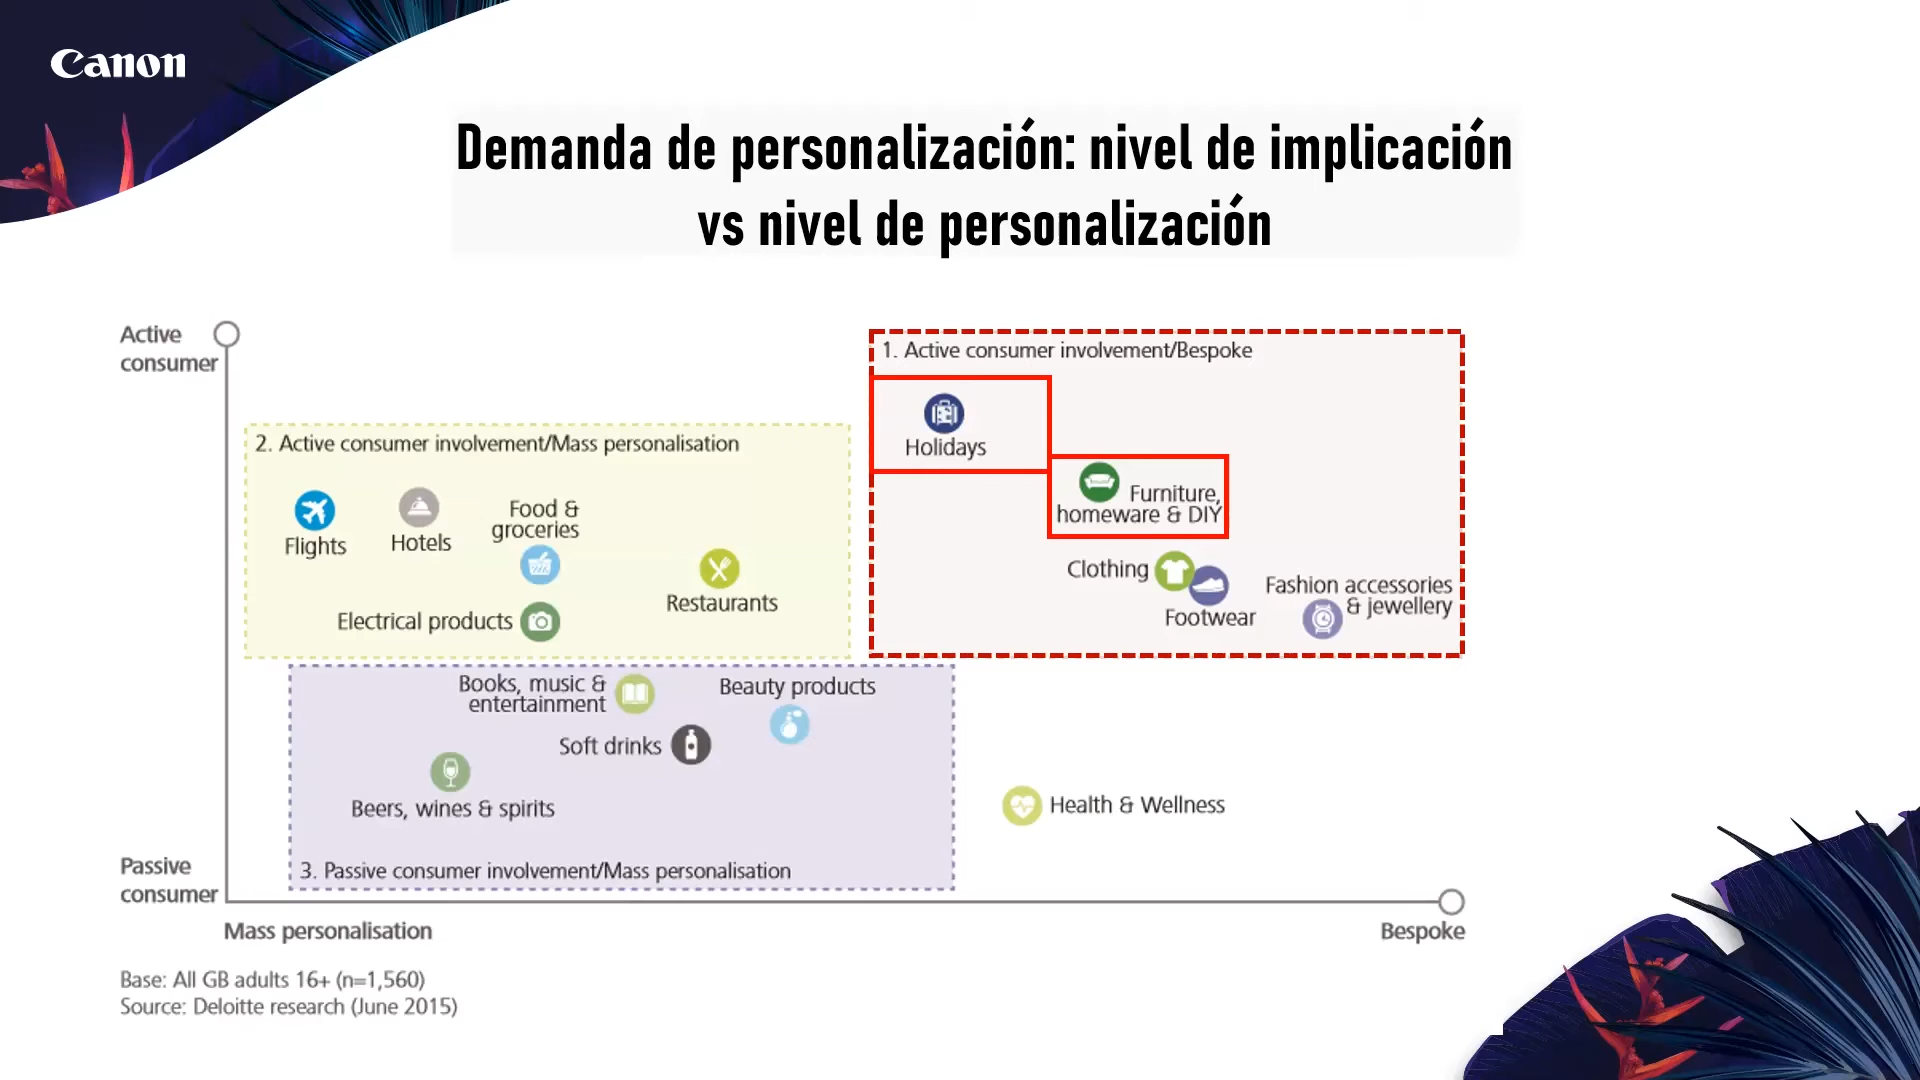 Canon
Demanda de personalización: nivel de implicación
vs nivel de personalización
Active
consumer
1. Active consumer involvement/Bespoke
Holidays
Furniture,
homeware & DIY
Clothing
Footwear
Fashion accessories
& jewellery
2. Active consumer involvement/Mass personalisation
Flights
Hotels
Food &
groceries
Restaurants
Electrical products
Books, music &
entertainment
Beauty products
Soft drinks
Beers, wines & spirits
Health & Wellness
3. Passive consumer involvement/Mass personalisation
Passive
consumer
Mass personalisation
Bespoke
Base: All GB adults 16+ (n=1,560)
Source: Deloitte research (June 2015)